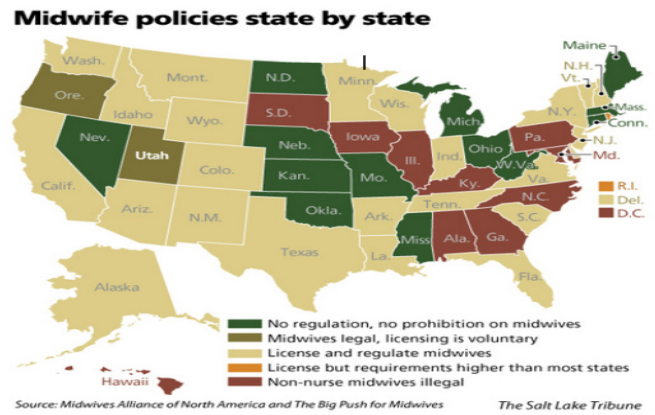 Midwife policies state by state
Maine
Wash.
N.H.
Mont.
N.D.
Minn.
Vt.
Ore.
Idaho
S.D.
Wis.
Mich.
N.Y.
Mass.
Wyo.
Conn.
Nev.
Utah
Neb.
Iowa
Ill.
Ind.
Ohio
Pa.
N.J.
Md.
Calif.
Colo.
Kan.
Mo.
Ky.
W.Va.
Va.
R.I.
Del.
D.C.
Ariz.
N.M.
Okla.
Ark.
Tenn.
N.C.
S.C.
Texas
La.
Miss.
Ala.
Ga.
Fla.
Alaska
Hawaii
No regulation, no prohibition on midwives
Midwives legal, licensing is voluntary
License and regulate midwives
License but requirements higher than most states
Non-nurse midwives illegal
Source: Midwives Alliance of North America and The Big Push for Midwives
The Salt Lake Tribune